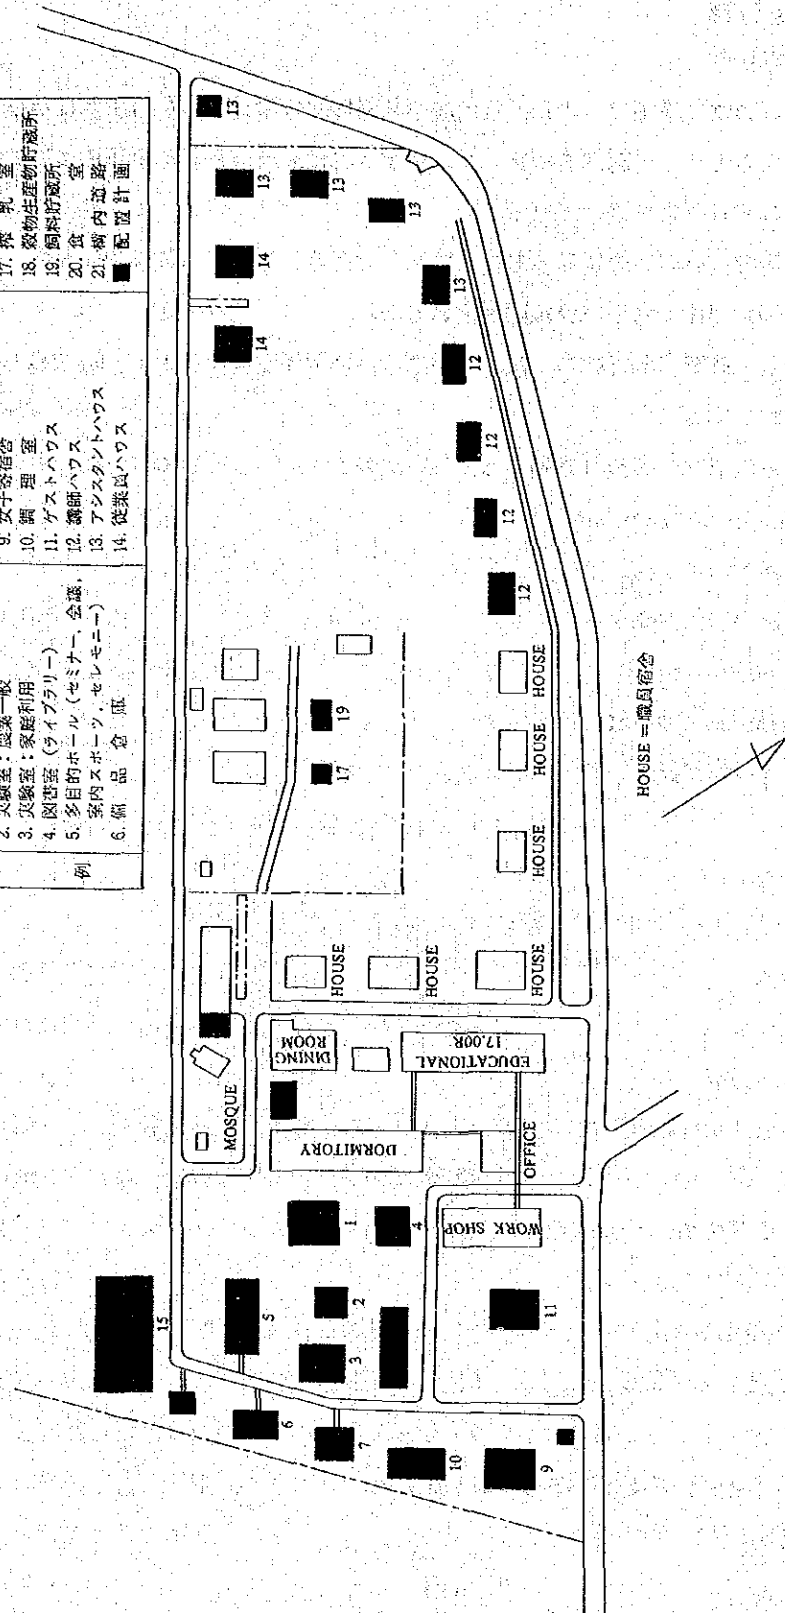 例
2. 実験室：農業一般
3. 実験室：家庭利用
4. 図書室（ライブラリー）
5. 多目的ホール（セミナー、会議、
室内スポーツ、セレモニー）
6. 備品倉庫
9. 女子寮宿舎
10. 調理室
11. ゲストハウス
12. 講師ハウス
13. アシスタントハウス
14. 従業員ハウス
17. 搾乳室
18. 穀物生産物貯蔵所
19. 飼料貯蔵所
20. 食堂
21. 構内道路
■ 配置計画
13
13
13
13
13
14
14
12
12
12
12
19
17
HOUSE
HOUSE
HOUSE
HOUSE
HOUSE
HOUSE
HOUSE = 職員宿舎
MOSQUE
DINING
ROOM
EDUCATIONAL
17.00R
DORMITORY
OFFICE
WORK SHOP
1
4
2
3
5
15
11
6
7
10
9